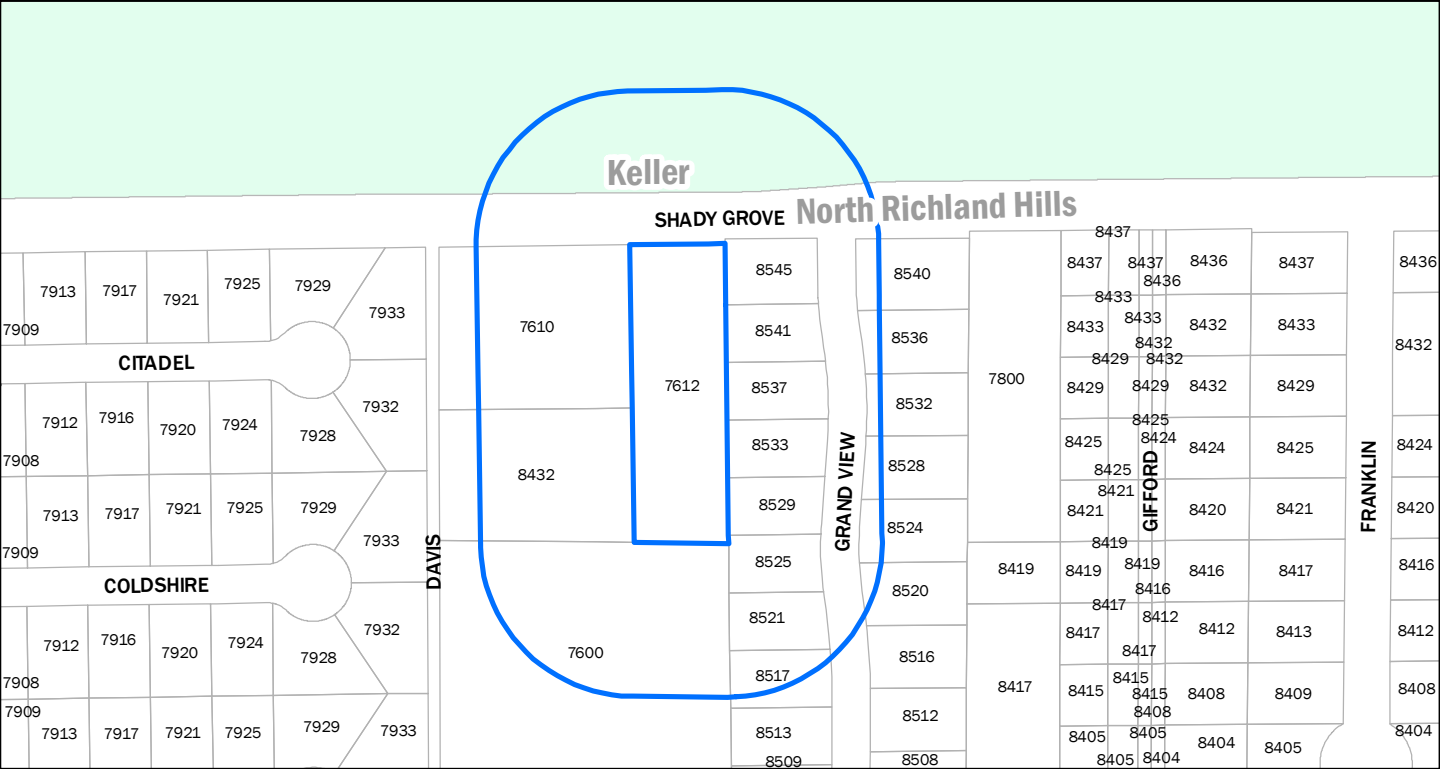 Keller
SHADY GROVE North Richland Hills
8437
7913 7917 7921 7925 7929 7933 7909
7610 7612
8545 8540
8437 8437 8436 8436 8437 8436
8433
8541 8536
8433 8433 8432 8432 8433 8432
CITADEL
8429 8432
7800
8537 8532
8429 8429 8432 8429
7912 7916 7920 7924 7928 7932 7908
8425
8533 8528
8425 8424 8424 8425 8424
8425
8432
8421
7913 7917 7921 7925 7929 7933 7909
8529 8524
8421 8420 8421 8420
DAVIS
GRAND VIEW
GIFFORD
FRANKLIN
8419
COLDSHIRE
8525 8520
8419 8419 8419 8416 8416 8417 8416
8417
7912 7916 7920 7924 7928 7932 7908
7600
8521 8516
8417 8412 8412 8413 8412
8417
8517
8417
8415 8415 8415 8408 8408 8409 8408
7909
7913 7917 7921 7925 7929 7933
8513 8512
8405 8405 8404 8405 8404
8509 8508
8405 8404